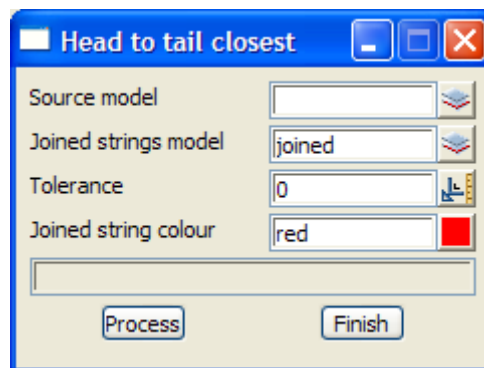 Head to tail closest
Source model
Joined strings model joined
Tolerance 0
Joined string colour red
Process Finish